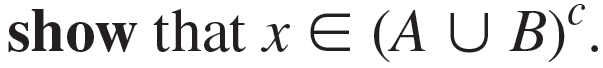 show that x ∈ (A ∪ B)ᶜ.